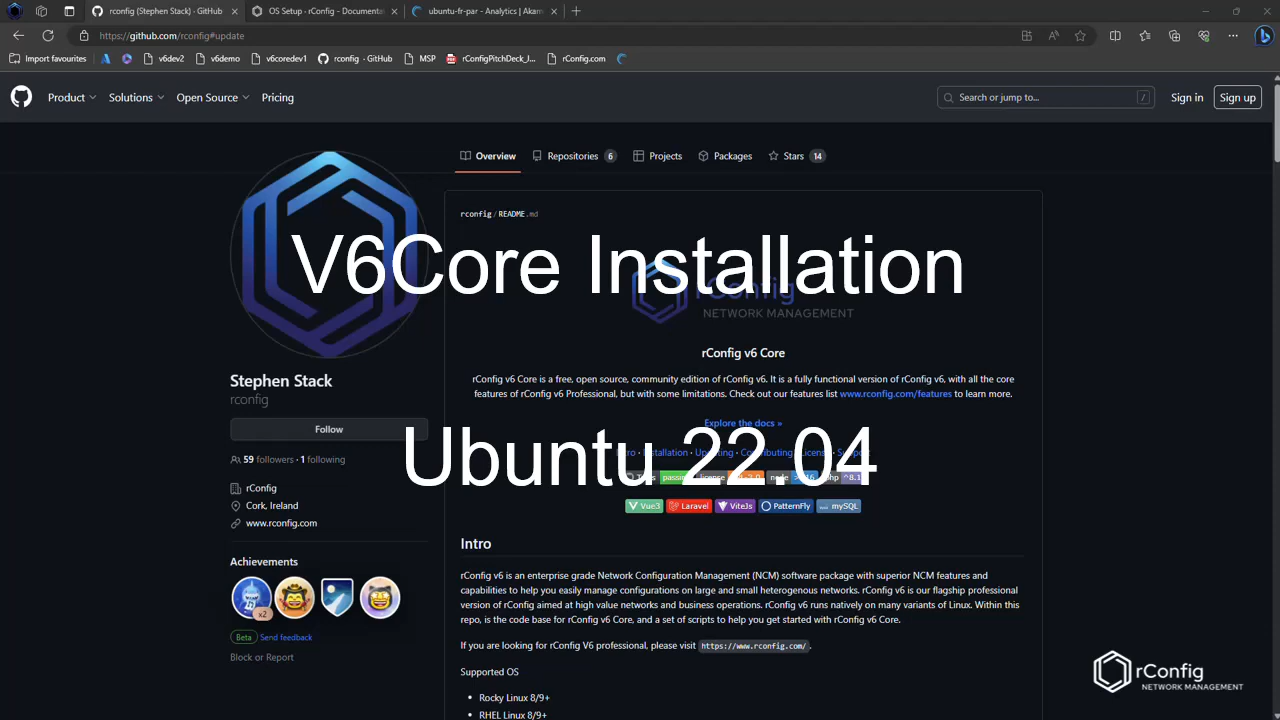 rconfig (Stephen Stack) · GitHub
OS Setup · rConfig - Documenta
ubuntu-fr-par - Analytics | Akam
https://github.com/rconfig#update
Import favourites
v6dev2
v6demo
v6coredev1
rconfig · GitHub
MSP
rConfigPitchDeck_J...
rConfig.com
Product
Solutions
Open Source
Pricing
Search or jump to...
/
Sign in
Sign up
Overview
Repositories 6
Projects
Packages
Stars 14
rconfig / README.md
V6Core Installation
rConfig
NETWORK MANAGEMENT
rConfig v6 Core
rConfig v6 Core is a free, open source, community edition of rConfig v6. It is a fully functional version of rConfig v6, with all the core
features of rConfig v6 Professional, but with some limitations. Check out our features list www.rconfig.com/features to learn more.
Explore the docs »
Ubuntu 22.04
Installation · Updating · Contributing
node
Vue3
Laravel
ViteJs
PatternFly
mySQL
Stephen Stack
rconfig
Follow
59 followers · 1 following
rConfig
Cork, Ireland
www.rconfig.com
Achievements
x2
Beta Send feedback
Block or Report
Intro
rConfig v6 is an enterprise grade Network Configuration Management (NCM) software package with superior NCM features and
capabilities to help you easily manage configurations on large and small heterogenous networks. rConfig v6 is our flagship professional
version of rConfig aimed at high value networks and business operations. rConfig v6 runs natively on many variants of Linux. Within this
repo, is the code base for rConfig v6 Core, and a set of scripts to help you get started with rConfig v6 Core.
If you are looking for rConfig V6 professional, please visit https://www.rconfig.com/.
Supported OS
• Rocky Linux 8/9+
• RHEL Linux 8/9+
rConfig
NETWORK MANAGEMENT